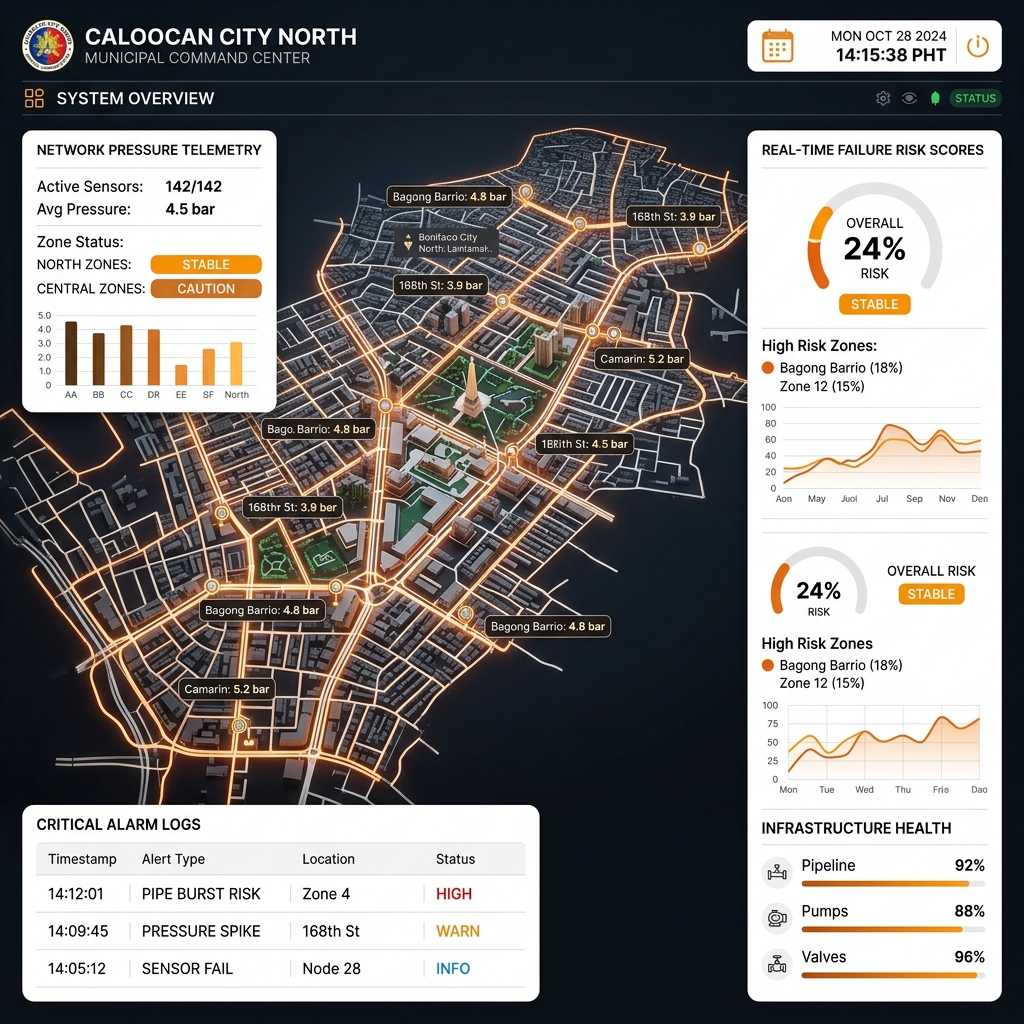 CALOOCAN CITY NORTH
MUNICIPAL COMMAND CENTER
MON OCT 28 2024
14:15:38 PHT
SYSTEM OVERVIEW
STATUS
NETWORK PRESSURE TELEMETRY
Active Sensors: 142/142
Avg Pressure: 4.5 bar
Zone Status:
NORTH ZONES: STABLE
CENTRAL ZONES: CAUTION
5.0
4.0
3.0
2.0
1.0
0
AA BB CC DR EE SF North
Bagong Barrio: 4.8 bar
168th St: 3.9 bar
Bonifaco City
North.
168th St: 3.9 bar
Camarin: 5.2 bar
Bago. Barrio: 4.8 bar
St: 4.5 bar
St: 3.9 ber
Bagong Barrio: 4.8 bar
Bagong Barrio: 4.8 bar
Camarin: 5.2 bar
REAL-TIME FAILURE RISK SCORES
OVERALL
24%
RISK
STABLE
High Risk Zones:
Bagong Barrio (18%)
Zone 12 (15%)
100
80
60
40
20
0
Aon May Juol Jul Sep Nov Den
24%
RISK
OVERALL RISK
STABLE
High Risk Zones
Bagong Barrio (18%)
Zone 12 (15%)
100
75
50
25
0
Mon Tue Wed Thu Fris Dao
INFRASTRUCTURE HEALTH
Pipeline 92%
Pumps 88%
Valves 96%
CRITICAL ALARM LOGS
Timestamp Alert Type Location Status
14:12:01 PIPE BURST RISK Zone 4 HIGH
14:09:45 PRESSURE SPIKE 168th St WARN
14:05:12 SENSOR FAIL Node 28 INFO